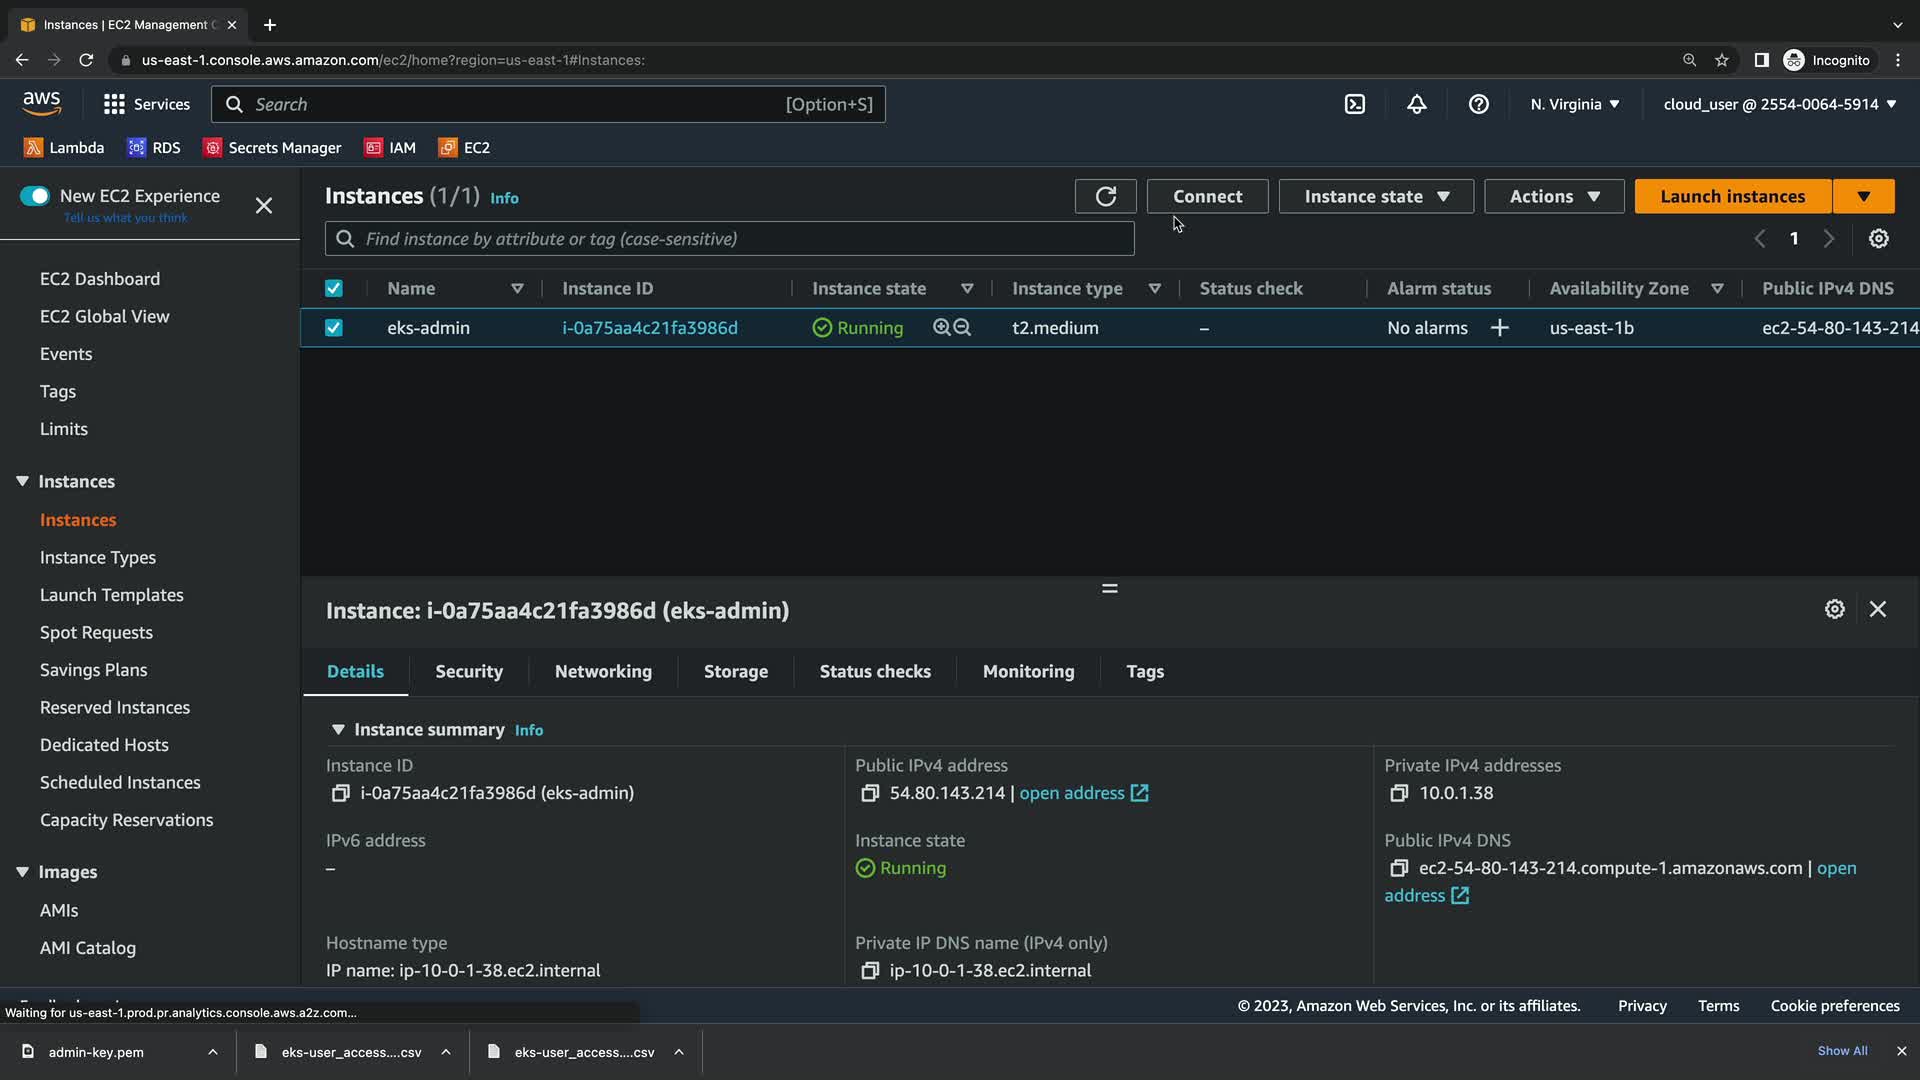 Instances | EC2 Management C
us-east-1.console.aws.amazon.com/ec2/home?region=us-east-1#Instances:
Incognito
aws
Services
Search
[Option+S]
N. Virginia
cloud_user @ 2554-0064-5914
Lambda
RDS
Secrets Manager
IAM
EC2
New EC2 Experience
Tell us what you think
EC2 Dashboard
EC2 Global View
Events
Tags
Limits
Instances
Instances
Instance Types
Launch Templates
Spot Requests
Savings Plans
Reserved Instances
Dedicated Hosts
Scheduled Instances
Capacity Reservations
Images
AMIs
AMI Catalog
Instances (1/1) Info
Connect
Instance state
Actions
Launch instances
Find instance by attribute or tag (case-sensitive)
1
Name Instance ID Instance state Instance type Status check Alarm status Availability Zone Public IPv4 DNS
eks-admin i-0a75aa4c21fa3986d Running t2.medium – No alarms + us-east-1b ec2-54-80-143-214
Instance: i-0a75aa4c21fa3986d (eks-admin)
Details Security Networking Storage Status checks Monitoring Tags
Instance summary Info
Instance ID
i-0a75aa4c21fa3986d (eks-admin)
Public IPv4 address
54.80.143.214 | open address
Private IPv4 addresses
10.0.1.38
IPv6 address
–
Instance state
Running
Public IPv4 DNS
ec2-54-80-143-214.compute-1.amazonaws.com | open
address
Hostname type
IP name: ip-10-0-1-38.ec2.internal
Private IP DNS name (IPv4 only)
ip-10-0-1-38.ec2.internal
Waiting for us-east-1.prod.pr.analytics.console.aws.a2z.com...
© 2023, Amazon Web Services, Inc. or its affiliates.
Privacy
Terms
Cookie preferences
admin-key.pem
eks-user_access....csv
eks-user_access....csv
Show All